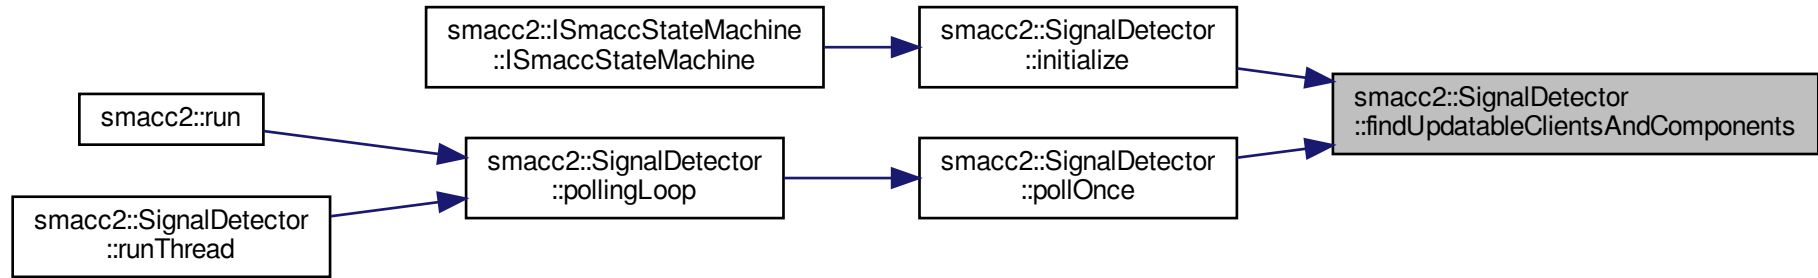 smacc2::ISmaccStateMachine
::ISmaccStateMachine
smacc2::SignalDetector
::initialize
smacc2::SignalDetector
::findUpdatableClientsAndComponents
smacc2::run
smacc2::SignalDetector
::pollingLoop
smacc2::SignalDetector
::pollOnce
smacc2::SignalDetector
::runThread